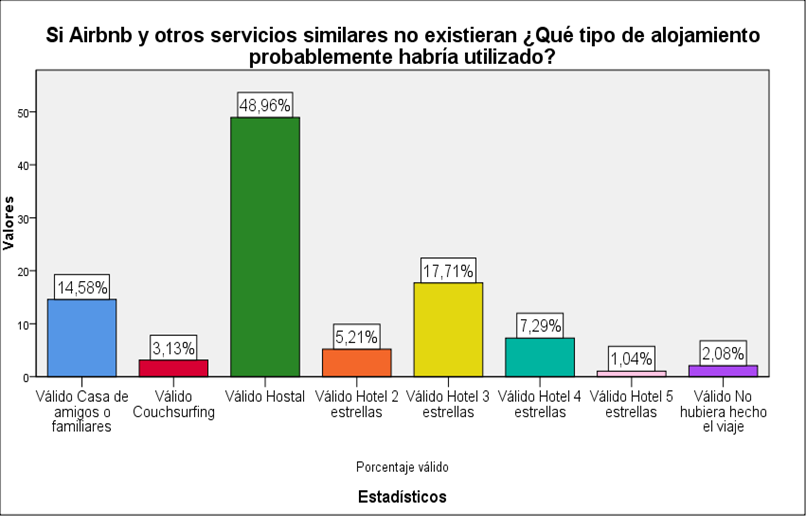 Si Airbnb y otros servicios similares no existieran ¿Qué tipo de alojamiento
probablemente habría utilizado?
Valores
50
40
30
20
10
0
14,58%
3,13%
48,96%
5,21%
17,71%
7,29%
1,04%
2,08%
Válido Casa de
amigos o
familiares
Válido
Couchsurfing
Válido Hostal
Válido Hotel 2
estrellas
Válido Hotel 3
estrellas
Válido Hotel 4
estrellas
Válido Hotel 5
estrellas
Válido No
hubiera hecho
el viaje
Porcentaje válido
Estadísticos